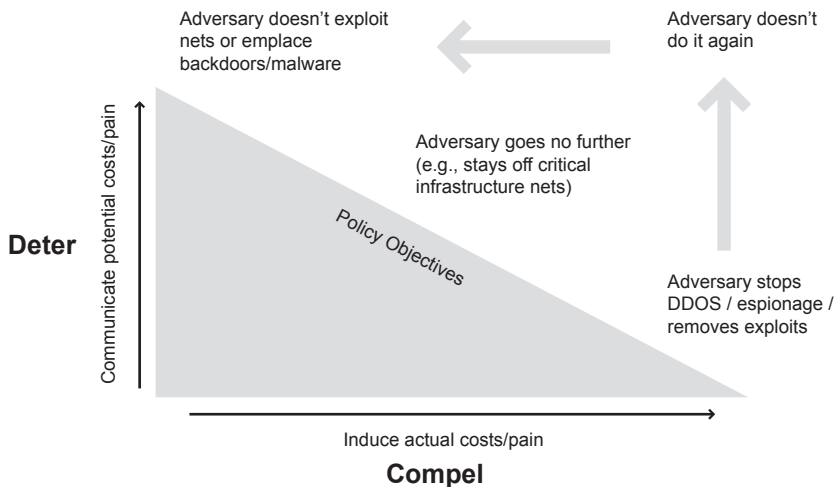 Adversary doesn’t exploit
nets or emplace
backdoors/malware
Adversary doesn’t
do it again
Adversary goes no further
(e.g., stays off critical
infrastructure nets)
Communicate potential costs/pain
Deter
Policy Objectives
Adversary stops
DDOS / espionage /
removes exploits
Induce actual costs/pain
Compel